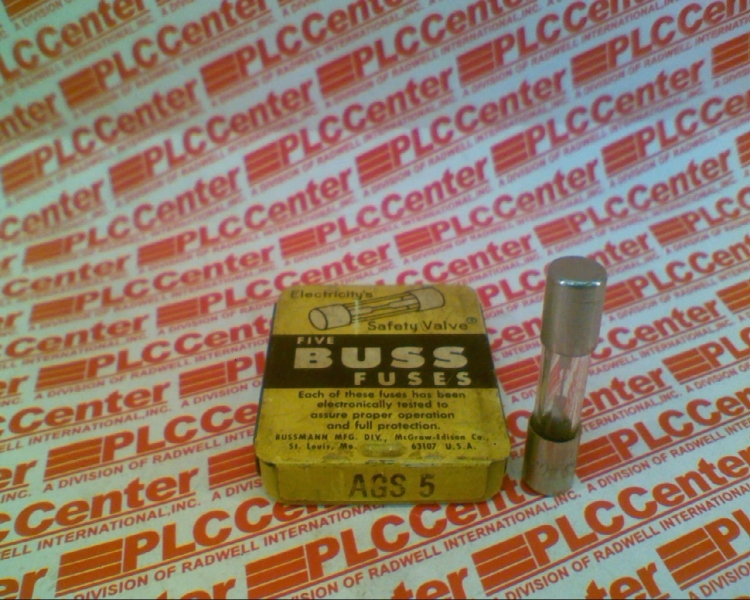 Electricity's
Safety Valve®
FIVE
BUSS
FUSES
Each of these fuses has been
electronically tested to
assure proper operation
and full protection.
BUSSMANN MFG. DIV., McGraw-Edison Co.,
St. Louis, Mo. 63107 U.S.A.
AGS 5
PLCCenter
A DIVISION OF RADWELL INTERNATIONAL, INC.